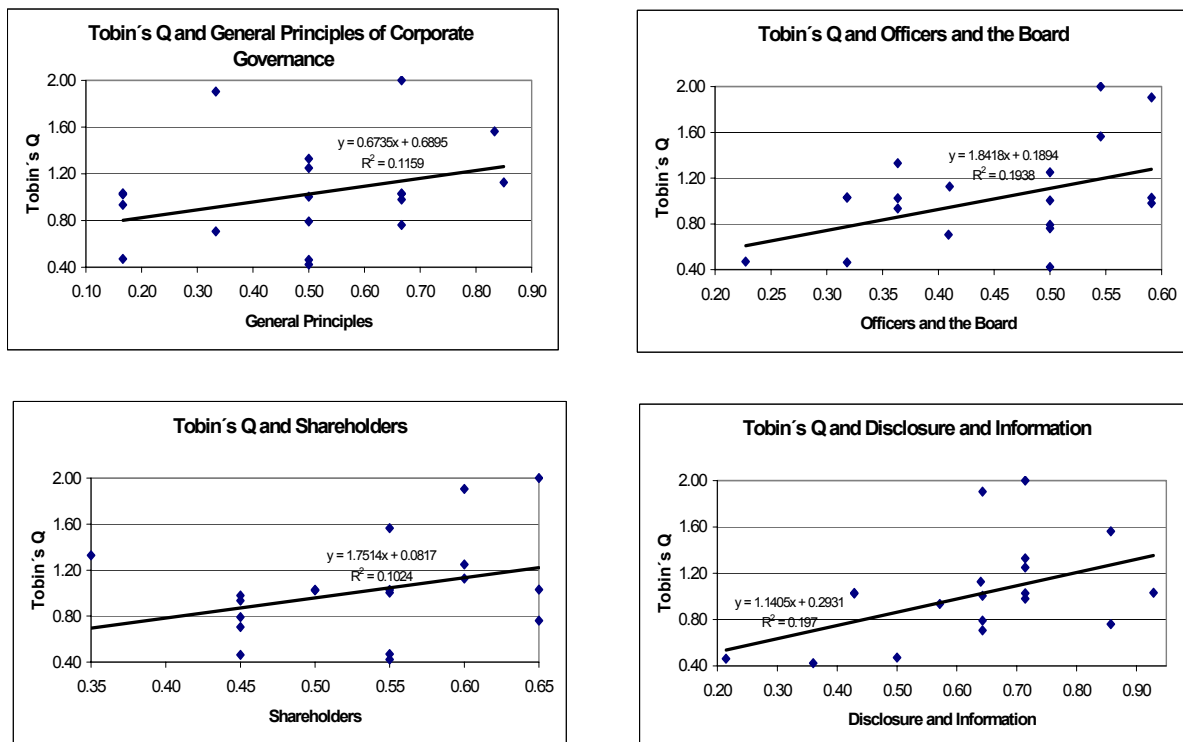 Tobin´s Q and General Principles of Corporate
Governance
2.00
1.60
1.20
0.80
0.40
Tobin´s Q
y = 0.6735x + 0.6895
R² = 0.1159
0.10 0.20 0.30 0.40 0.50 0.60 0.70 0.80 0.90
General Principles
Tobin´s Q and Officers and the Board
2.00
1.60
1.20
0.80
0.40
Tobin´s Q
y = 1.8418x + 0.1894
R² = 0.1938
0.20 0.25 0.30 0.35 0.40 0.45 0.50 0.55 0.60
Officers and the Board
Tobin´s Q and Shareholders
2.00
1.60
1.20
0.80
0.40
Tobin´s Q
y = 1.7514x + 0.0817
R² = 0.1024
0.35 0.40 0.45 0.50 0.55 0.60 0.65
Shareholders
Tobin´s Q and Disclosure and Information
2.00
1.60
1.20
0.80
0.40
Tobin´s Q
y = 1.1405x + 0.2931
R² = 0.197
0.20 0.30 0.40 0.50 0.60 0.70 0.80 0.90
Disclosure and Information